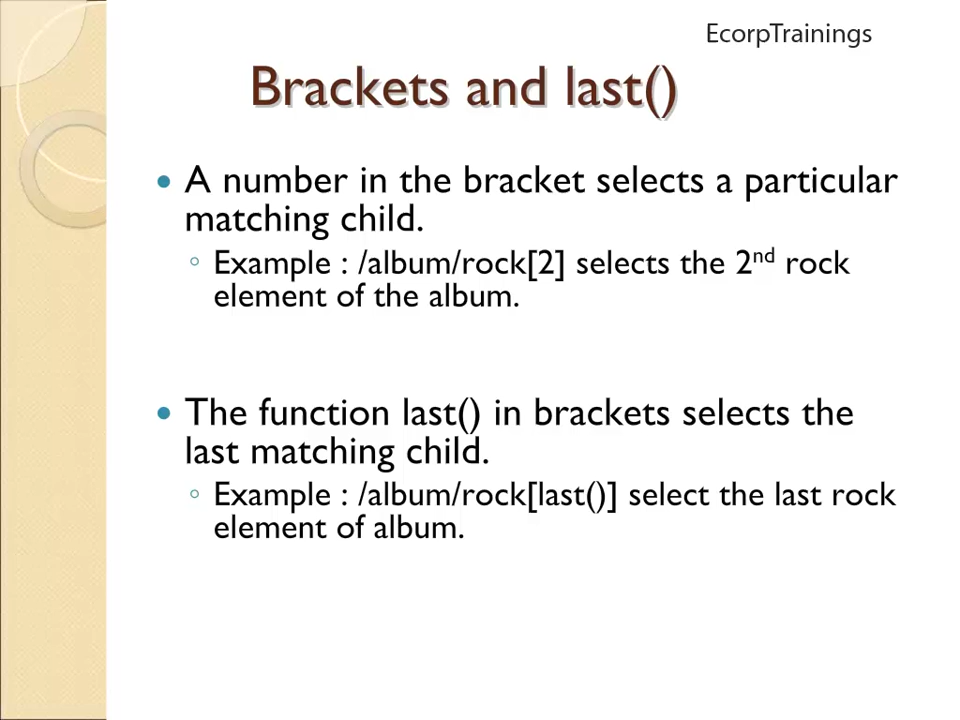 EcorpTrainings
Brackets and last()
• A number in the bracket selects a particular
matching child.
◦ Example : /album/rock[2] selects the 2nd rock
element of the album.
• The function last() in brackets selects the
last matching child.
◦ Example : /album/rock[last()] select the last rock
element of album.